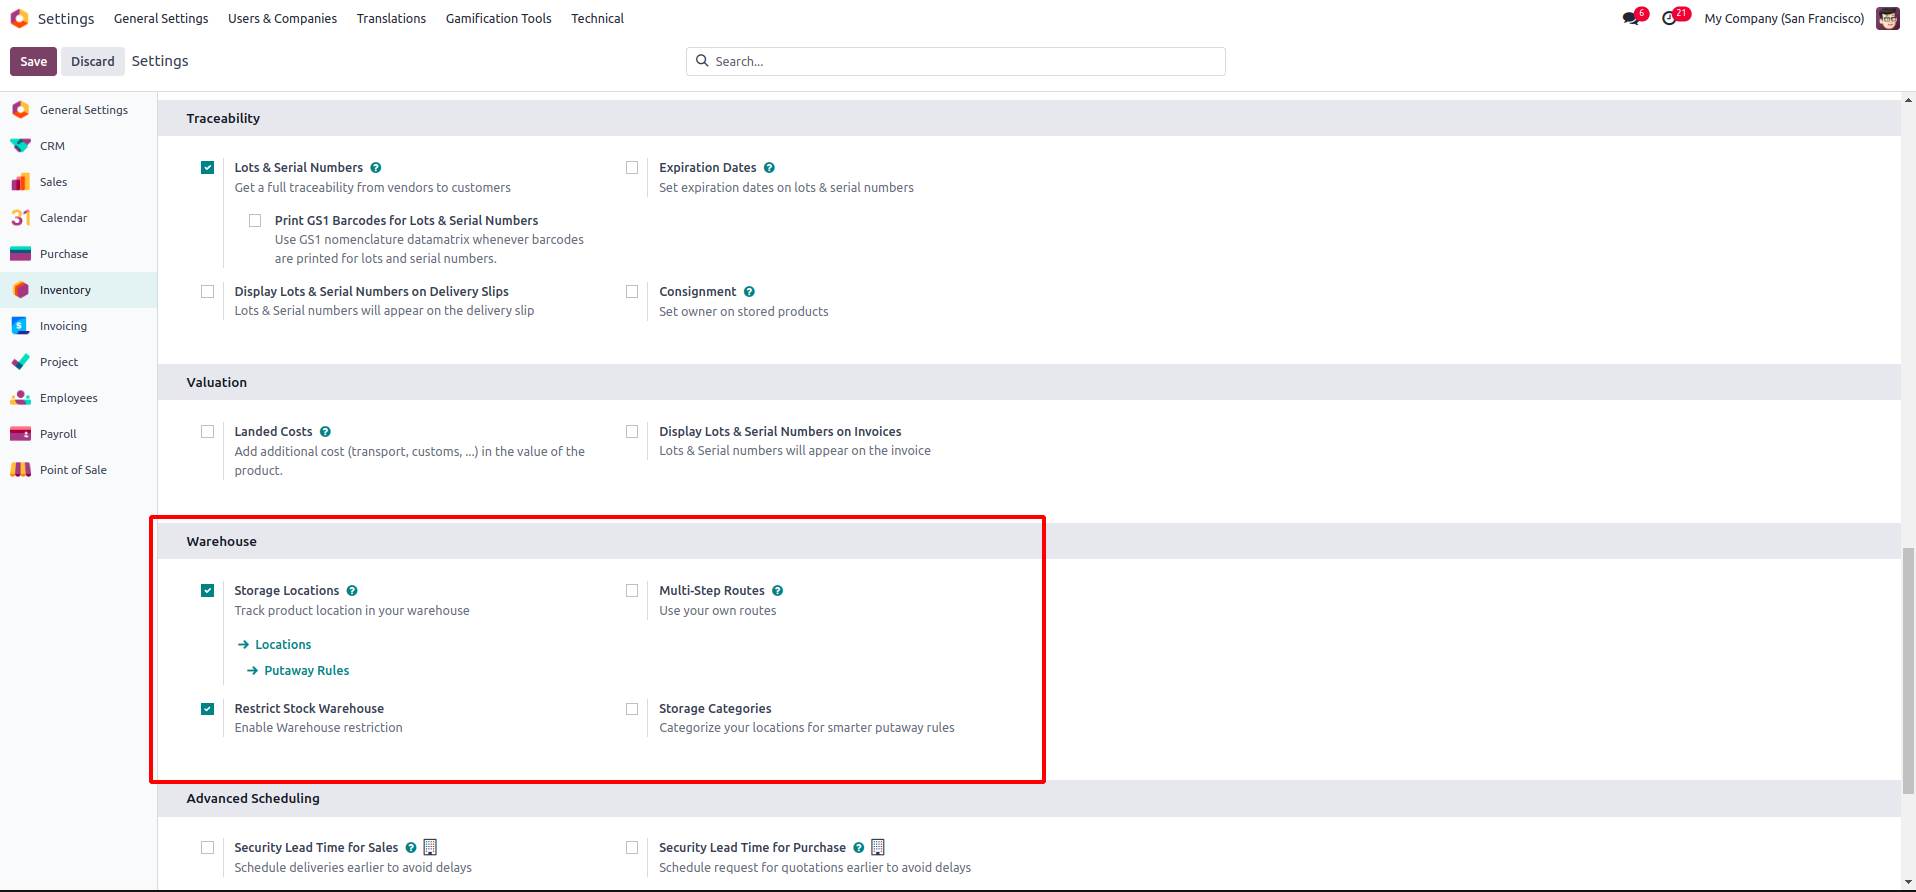 Settings General Settings Users & Companies Translations Gamification Tools Technical 6 21 My Company (San Francisco)
Save Discard Settings Search...
General Settings
CRM
Sales
31 Calendar
Purchase
Inventory
$ Invoicing
Project
Employees
Payroll
Point of Sale
Traceability
Lots & Serial Numbers ?
Get a full traceability from vendors to customers
Print GS1 Barcodes for Lots & Serial Numbers
Use GS1 nomenclature datamatrix whenever barcodes
are printed for lots and serial numbers.
Expiration Dates ?
Set expiration dates on lots & serial numbers
Display Lots & Serial Numbers on Delivery Slips
Lots & Serial numbers will appear on the delivery slip
Consignment ?
Set owner on stored products
Valuation
Landed Costs ?
Add additional cost (transport, customs, ...) in the value of the
product.
Display Lots & Serial Numbers on Invoices
Lots & Serial numbers will appear on the invoice
Warehouse
Storage Locations ?
Track product location in your warehouse
→ Locations
→ Putaway Rules
Multi-Step Routes ?
Use your own routes
Restrict Stock Warehouse
Enable Warehouse restriction
Storage Categories
Categorize your locations for smarter putaway rules
Advanced Scheduling
Security Lead Time for Sales ?
Schedule deliveries earlier to avoid delays
Security Lead Time for Purchase ?
Schedule request for quotations earlier to avoid delays